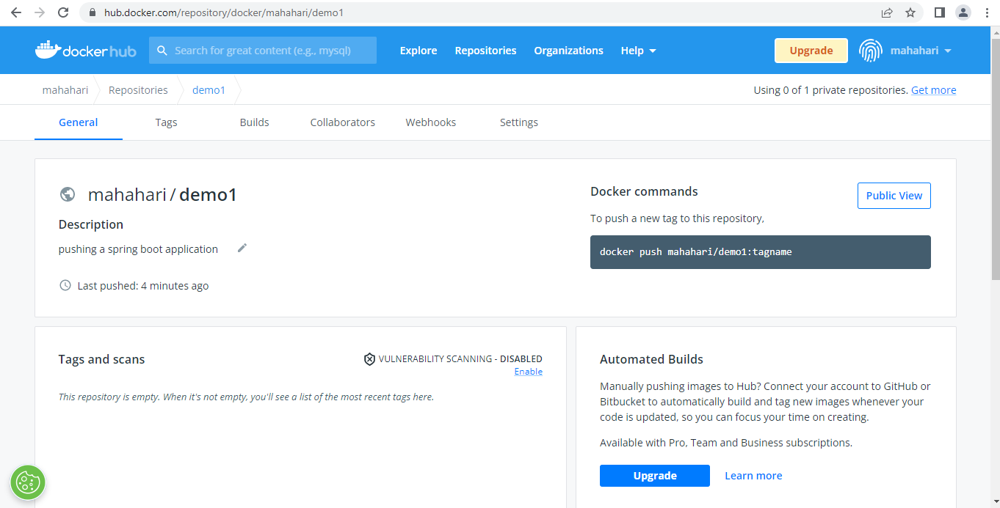 hub.docker.com/repository/docker/mahahari/demo1
dockerhub
Search for great content (e.g., mysql)
Explore
Repositories
Organizations
Help
Upgrade
mahahari
mahahari
Repositories
demo1
Using 0 of 1 private repositories. Get more
General
Tags
Builds
Collaborators
Webhooks
Settings
mahahari / demo1
Description
pushing a spring boot application
Last pushed: 4 minutes ago
Docker commands
Public View
To push a new tag to this repository,
docker push mahahari/demo1:tagname
Tags and scans
VULNERABILITY SCANNING - DISABLED
Enable
This repository is empty. When it's not empty, you'll see a list of the most recent tags here.
Automated Builds
Manually pushing images to Hub? Connect your account to GitHub or
Bitbucket to automatically build and tag new images whenever your
code is updated, so you can focus your time on creating.
Available with Pro, Team and Business subscriptions.
Upgrade
Learn more